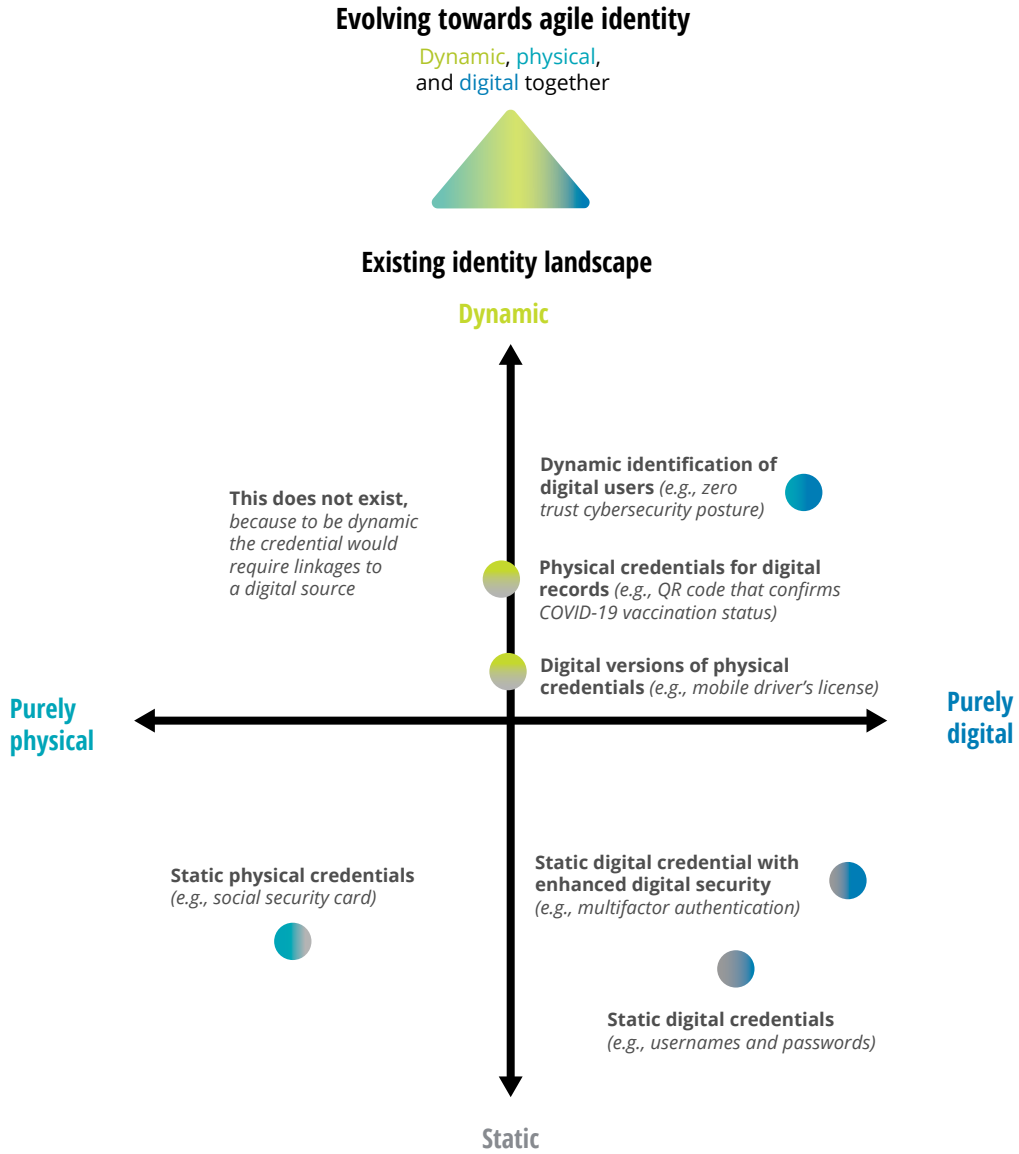 Evolving towards agile identity
Dynamic, physical,
and digital together
Existing identity landscape
Dynamic
Dynamic identification of
digital users (e.g., zero
trust cybersecurity posture)
This does not exist,
because to be dynamic
the credential would
require linkages to
a digital source
Physical credentials for digital
records (e.g., QR code that confirms
COVID-19 vaccination status)
Digital versions of physical
credentials (e.g., mobile driver’s license)
Purely
physical
Purely
digital
Static physical credentials
(e.g., social security card)
Static digital credential with
enhanced digital security
(e.g., multifactor authentication)
Static digital credentials
(e.g., usernames and passwords)
Static